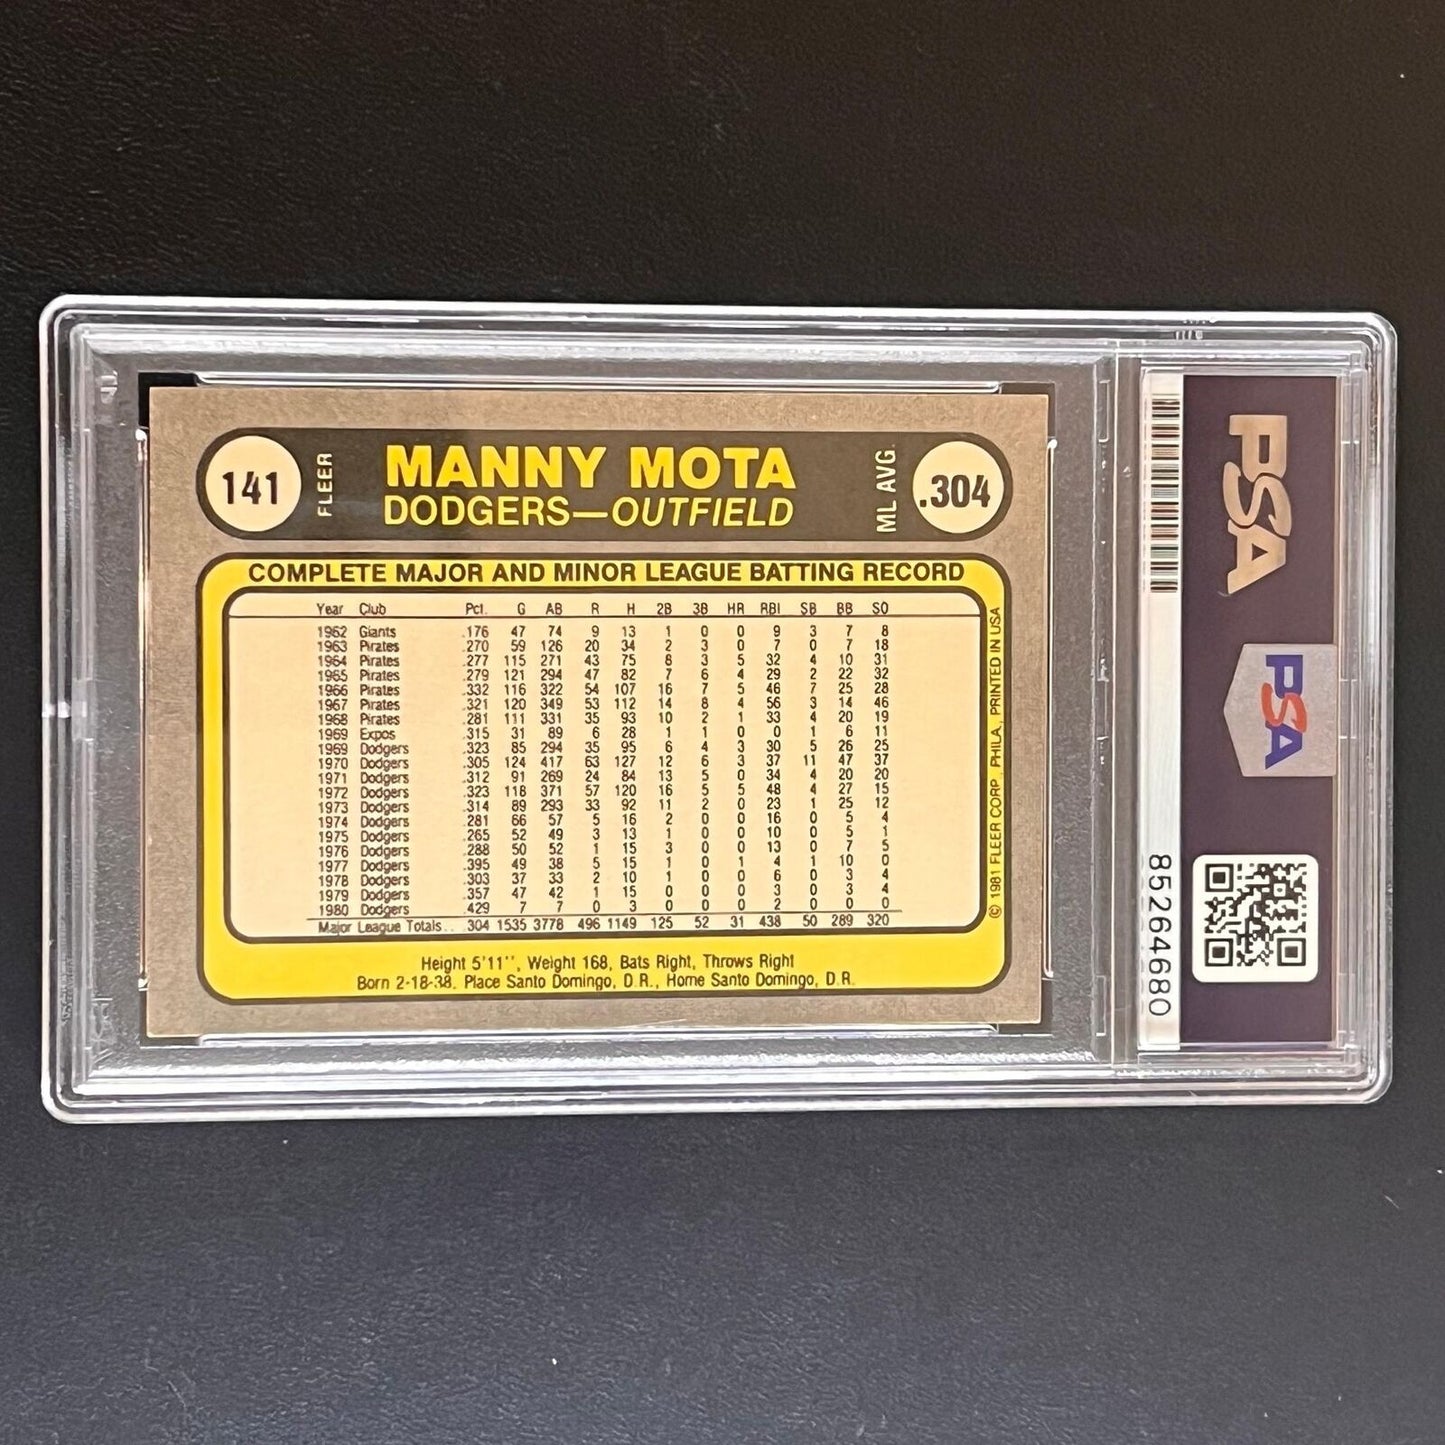 141
FLEER
MANNY MOTA
DODGERS—OUTFIELD
ML AVG.
.304
COMPLETE MAJOR AND MINOR LEAGUE BATTING RECORD
Year Club Pct. G AB R H 2B 3B HR RBI SB BB SO
1962 Giants .176 47 74 9 13 1 0 0 9 3 7 8
1963 Pirates .270 59 126 20 34 2 3 0 7 0 7 18
1964 Pirates .277 115 271 43 75 8 3 5 32 4 10 31
1965 Pirates .279 121 294 47 82 7 6 4 29 2 22 32
1966 Pirates .332 116 322 54 107 16 7 5 46 7 25 28
1967 Pirates .321 120 349 53 112 14 8 4 56 3 14 46
1968 Pirates .281 111 331 35 93 10 2 1 33 4 20 19
1969 Expos .315 31 89 6 28 1 1 0 0 1 6 11
1969 Dodgers .323 85 294 35 95 6 4 3 30 5 26 25
1970 Dodgers .305 124 417 63 127 12 6 3 37 11 47 37
1971 Dodgers .312 91 269 24 84 13 5 0 34 4 20 20
1972 Dodgers .323 118 371 57 120 16 5 5 48 4 27 15
1973 Dodgers .314 89 293 33 92 11 2 0 23 1 25 12
1974 Dodgers .281 66 57 5 16 2 0 0 16 0 5 4
1975 Dodgers .265 52 49 3 13 1 0 0 10 0 5 1
1976 Dodgers .288 50 52 1 15 3 0 0 13 0 7 5
1977 Dodgers .395 49 38 5 15 1 0 1 4 1 10 0
1978 Dodgers .303 37 33 2 10 1 0 0 6 0 3 4
1979 Dodgers .357 47 42 1 15 0 0 0 3 0 3 4
1980 Dodgers .429 7 7 0 3 0 0 0 2 0 0 0
Major League Totals.. .304 1535 3778 496 1149 125 52 31 438 50 289 320
Height 5'11'', Weight 168, Bats Right, Throws Right
Born 2-18-38, Place Santo Domingo, D.R., Home Santo Domingo, D.R.
© 1981 FLEER CORP., PHILA., PRINTED IN USA
85264680
PSA
PSA